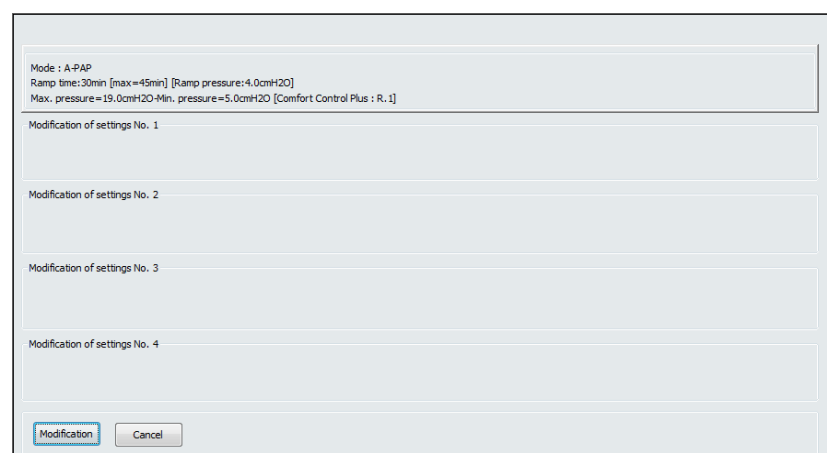 Mode : A-PAP
Ramp time:30min [max=45min] [Ramp pressure:4.0cmH2O]
Max. pressure=19.0cmH2O-Min. pressure=5.0cmH2O [Comfort Control Plus : R.1]
Modification of settings No. 1
Modification of settings No. 2
Modification of settings No. 3
Modification of settings No. 4
Modification Cancel